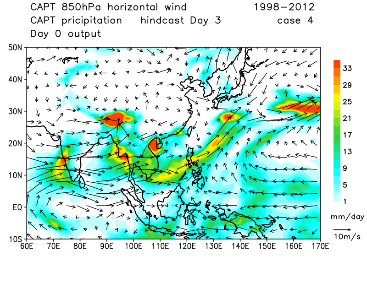 CAPT 850hPa horizontal wind 1998−2012
CAPT pricipitation hindcast Day 3 case 4
Day 0 output
50N
40N
30N
20N
10N
EQ
10S
60E 70E 80E 90E 100E 110E 120E 130E 140E 150E 160E 170E
33
29
25
21
17
13
9
5
1
mm/day
10m/s